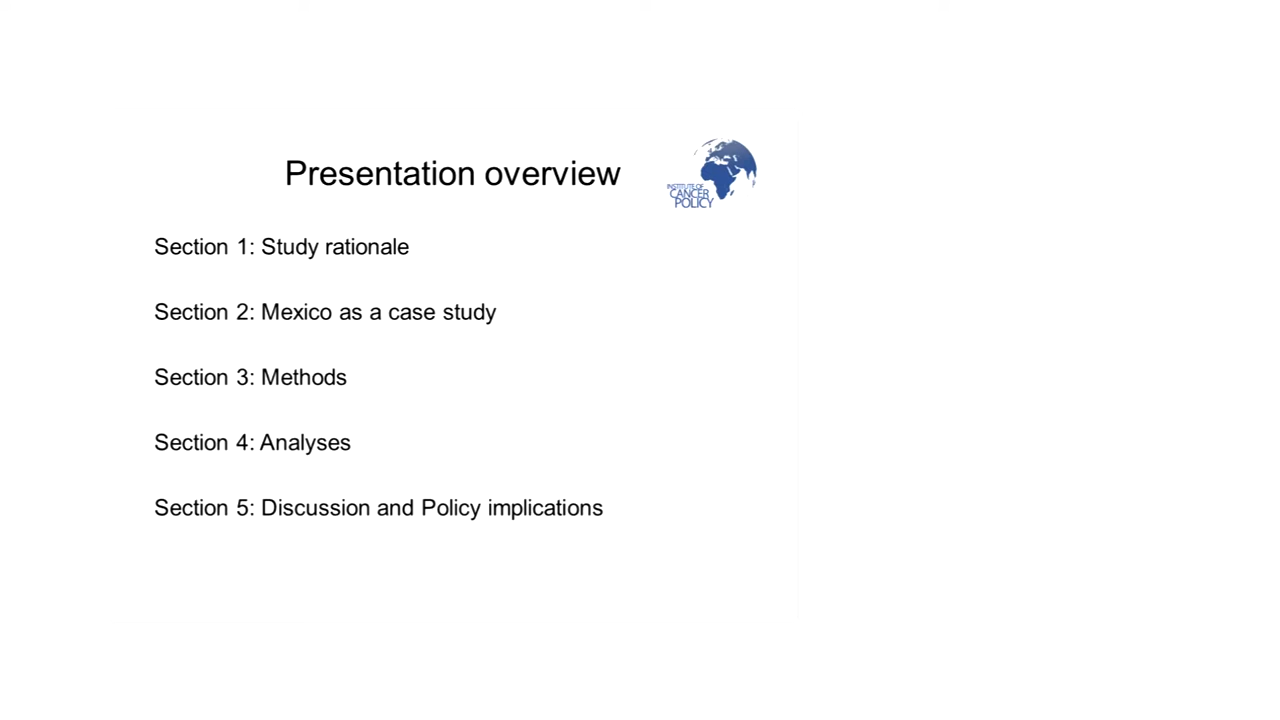 Presentation overview
INSTITUTE OF
CANCER
POLICY
Section 1: Study rationale
Section 2: Mexico as a case study
Section 3: Methods
Section 4: Analyses
Section 5: Discussion and Policy implications